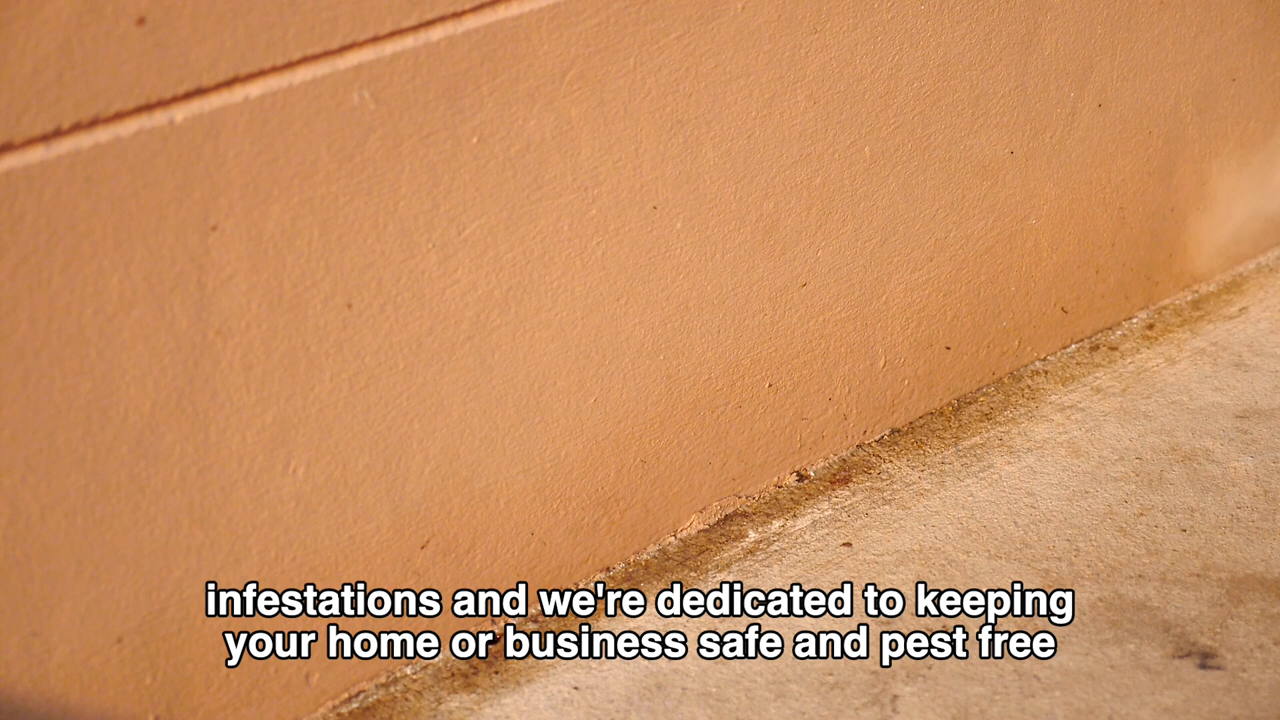 infestations and we're dedicated to keeping
your home or business safe and pest free